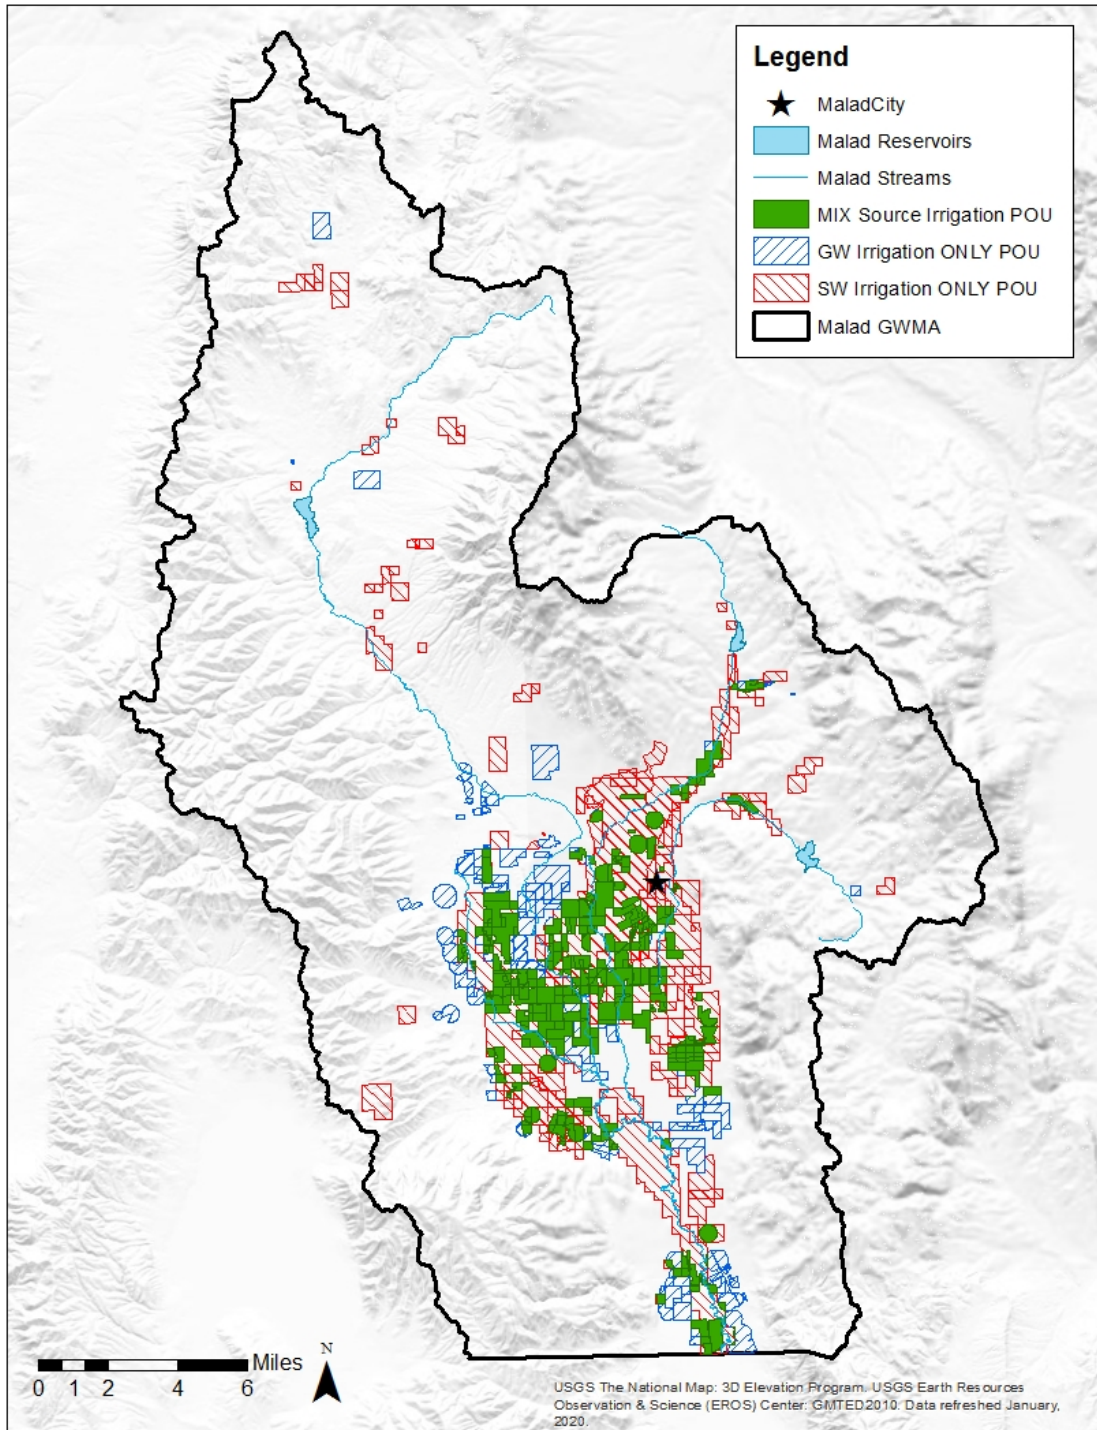 Legend
MaladCity
Malad Reservoirs
Malad Streams
MIX Source Irrigation POU
GW Irrigation ONLY POU
SW Irrigation ONLY POU
Malad GWMA
Miles
0 1 2 4 6
N
USGS The National Map: 3D Elevation Program. USGS Earth Resources
Observation & Science (EROS) Center: GMTED2010. Data refreshed January,
2020.